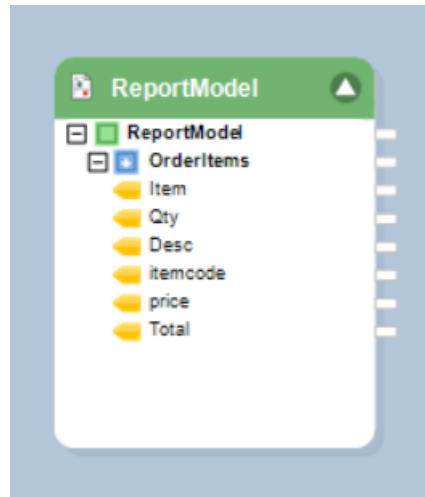 ReportModel
ReportModel
OrderItems
Item
Qty
Desc
itemcode
price
Total